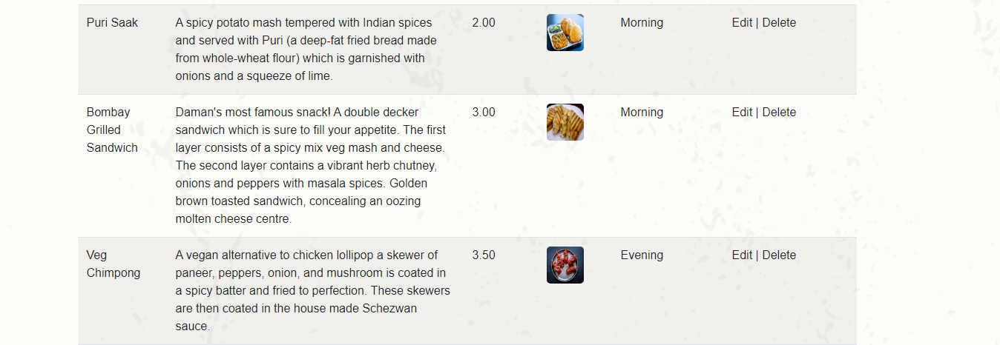 Puri Saak
A spicy potato mash tempered with Indian spices
and served with Puri (a deep-fat fried bread made
from whole-wheat flour) which is garnished with
onions and a squeeze of lime.
2.00
Morning
Edit | Delete
Bombay
Grilled
Sandwich
Daman's most famous snack! A double decker
sandwich which is sure to fill your appetite. The first
layer consists of a spicy mix veg mash and cheese.
The second layer contains a vibrant herb chutney,
onions and peppers with masala spices. Golden
brown toasted sandwich, concealing an oozing
molten cheese centre.
3.00
Morning
Edit | Delete
Veg
Chimpong
A vegan alternative to chicken lollipop a skewer of
paneer, peppers, onion, and mushroom is coated in
a spicy batter and fried to perfection. These skewers
are then coated in the house made Schezwan
sauce.
3.50
Evening
Edit | Delete